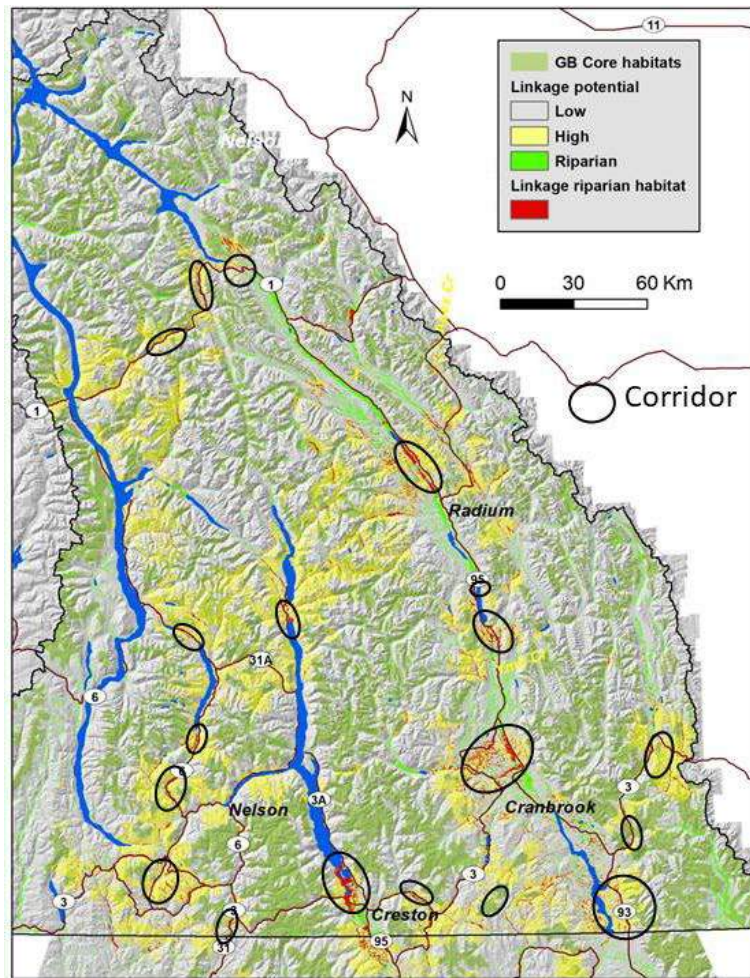 11
GB Core habitats
Linkage potential
Low
High
Riparian
Linkage riparian habitat
N
0 30 60 Km
1
Corridor
1
Radium
95
31A
6
3
Nelson
3A
Cranbrook
6
3
3
Creston
93
31
95